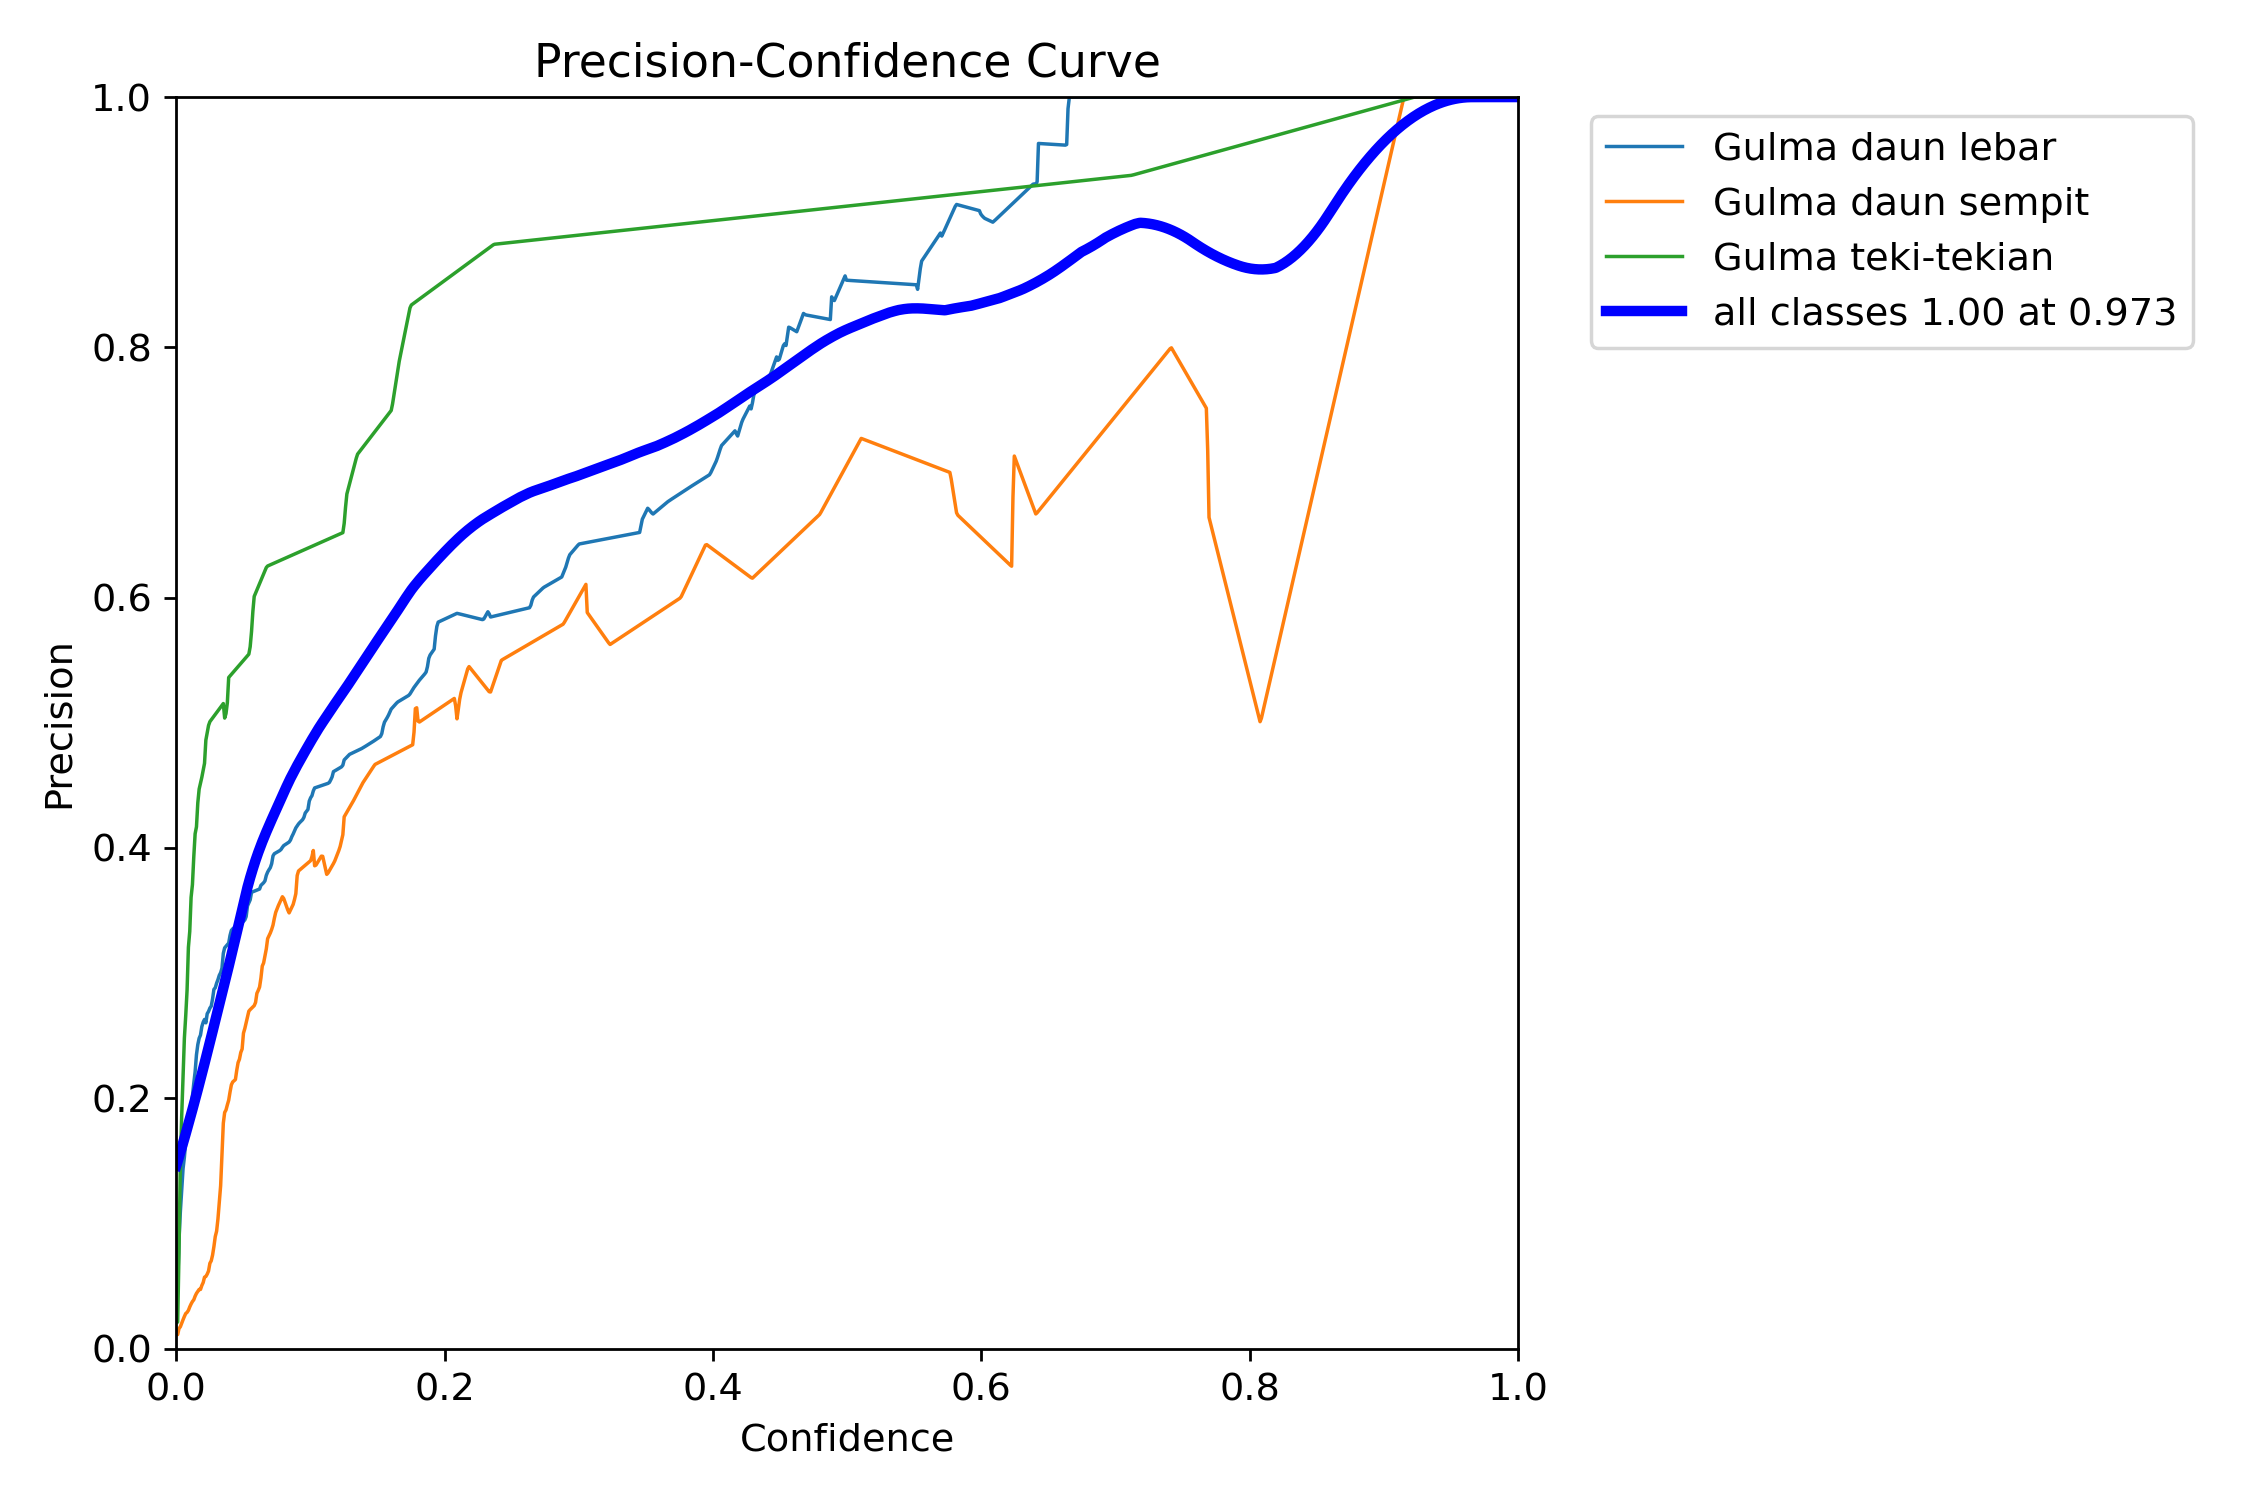 Precision-Confidence Curve
1.0
0.8
0.6
0.4
0.2
0.0
Precision
0.0 0.2 0.4 0.6 0.8 1.0
Confidence
Gulma daun lebar
Gulma daun sempit
Gulma teki-tekian
all classes 1.00 at 0.973